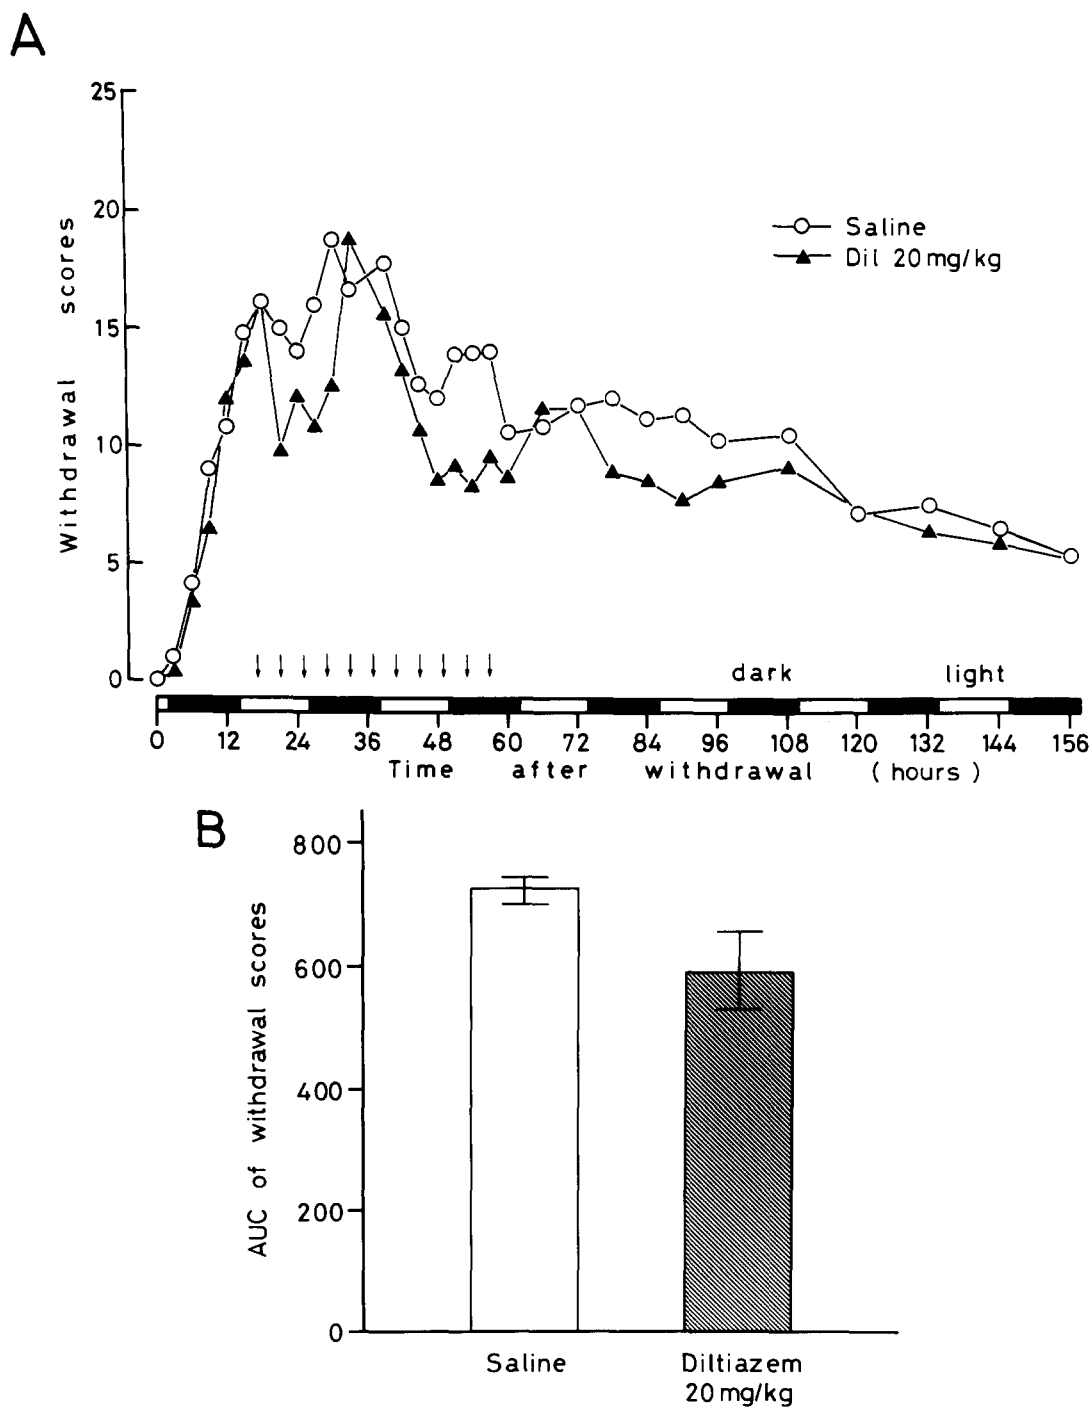 A
25
20
15
10
5
0
Withdrawal scores
Saline
Dil 20 mg/kg
dark light
0 12 24 36 48 60 72 84 96 108 120 132 144 156
Time after withdrawal (hours)
B
800
600
400
200
0
AUC of withdrawal scores
Saline Diltiazem
20 mg/kg